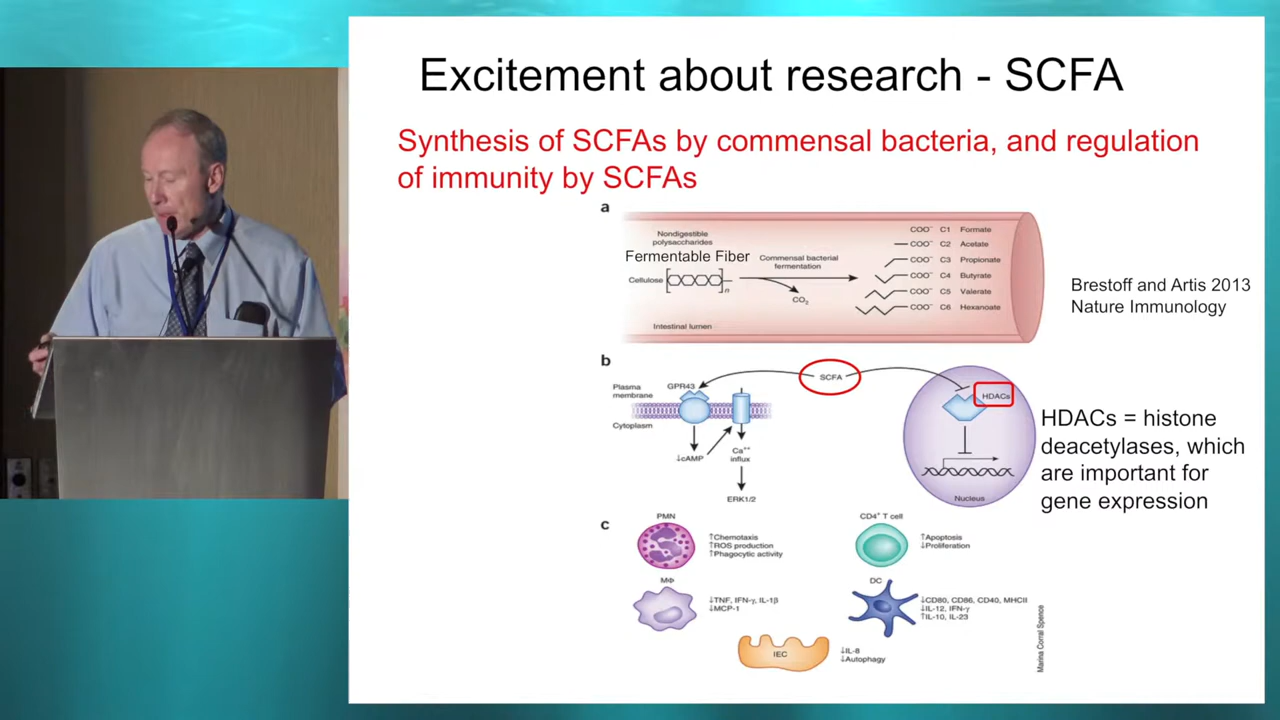 Excitement about research - SCFA
Synthesis of SCFAs by commensal bacteria, and regulation
of immunity by SCFAs
a
Nondigestible
polysaccharides
Fermentable Fiber
Cellulose
n
Commensal bacterial
fermentation
CO2
COO⁻ C1 Formate
COO⁻ C2 Acetate
COO⁻ C3 Propionate
COO⁻ C4 Butyrate
COO⁻ C5 Valerate
COO⁻ C6 Hexanoate
Intestinal lumen
Brestoff and Artis 2013
Nature Immunology
b
SCFA
Plasma
membrane
GPR43
Cytoplasm
↓cAMP
Ca⁺⁺
influx
ERK1/2
HDACs
Nucleus
HDACs = histone
deacetylases, which
are important for
gene expression
c
PMN
↑Chemotaxis
↑ROS production
↑Phagocytic activity
CD4⁺ T cell
↑Apoptosis
↓Proliferation
MΦ
↓TNF, IFN-γ, IL-1β
↓MCP-1
DC
↓CD80, CD86, CD40, MHCII
↓IL-12, IFN-γ
↑IL-10, IL-23
IEC
↓IL-8
↓Autophagy
Marina Corral Spence